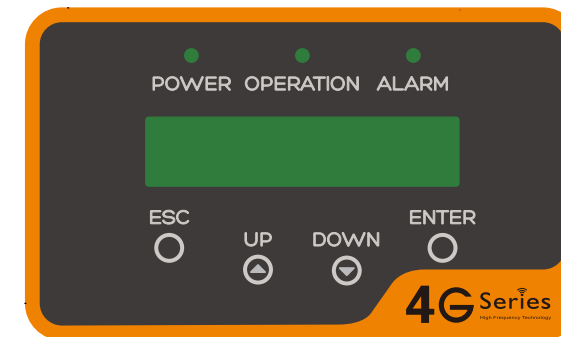 POWER OPERATION ALARM
ESC ENTER
UP DOWN
4G Series
High Frequency Technology